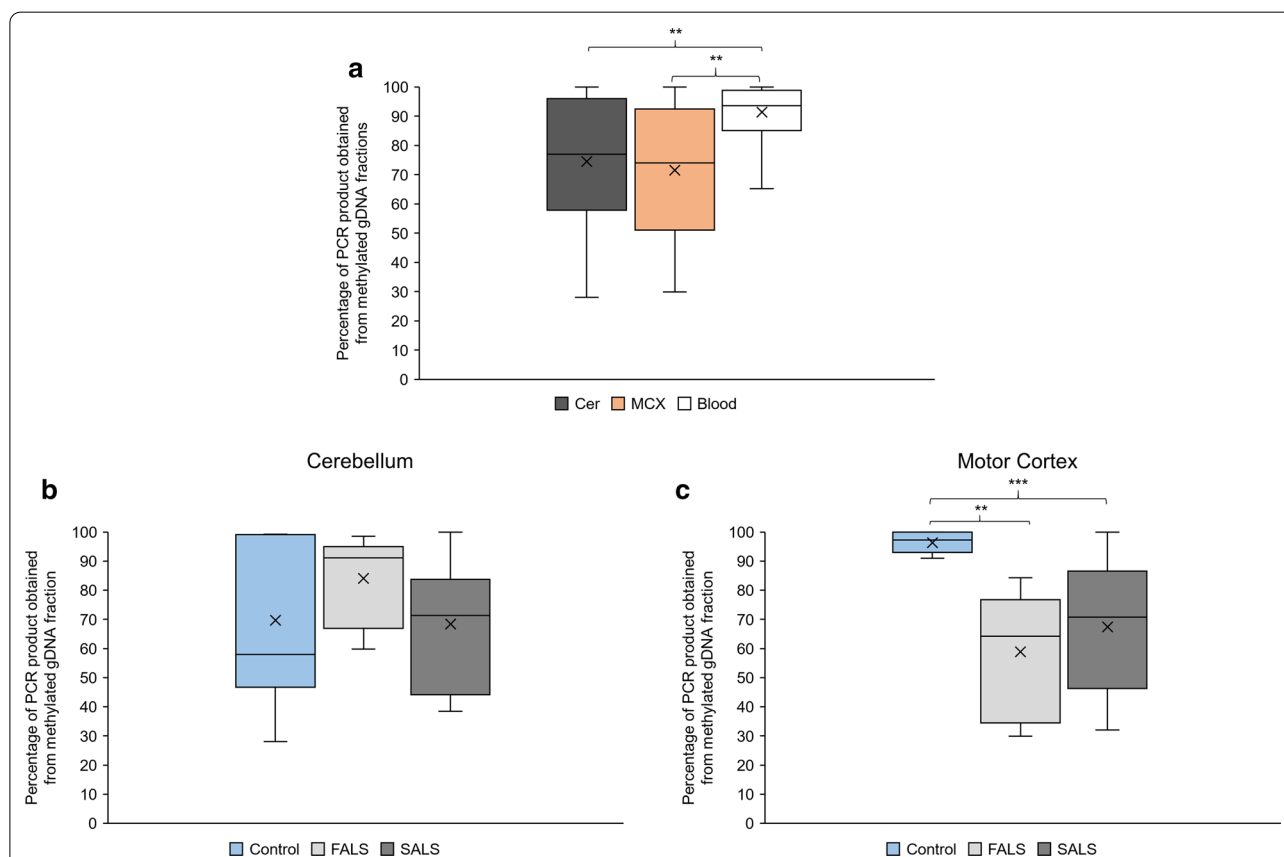 **
**
a
Percentage of PCR product obtained
from methylated gDNA fractions
100
90
80
70
60
50
40
30
20
10
0
Cer MCX Blood
Cerebellum
b
Percentage of PCR product obtained
from methylated gDNA fraction
100
90
80
70
60
50
40
30
20
10
0
Control FALS SALS
Motor Cortex
c
***
**
Percentage of PCR product obtained
from methylated gDNA fraction
100
90
80
70
60
50
40
30
20
10
0
Control FALS SALS